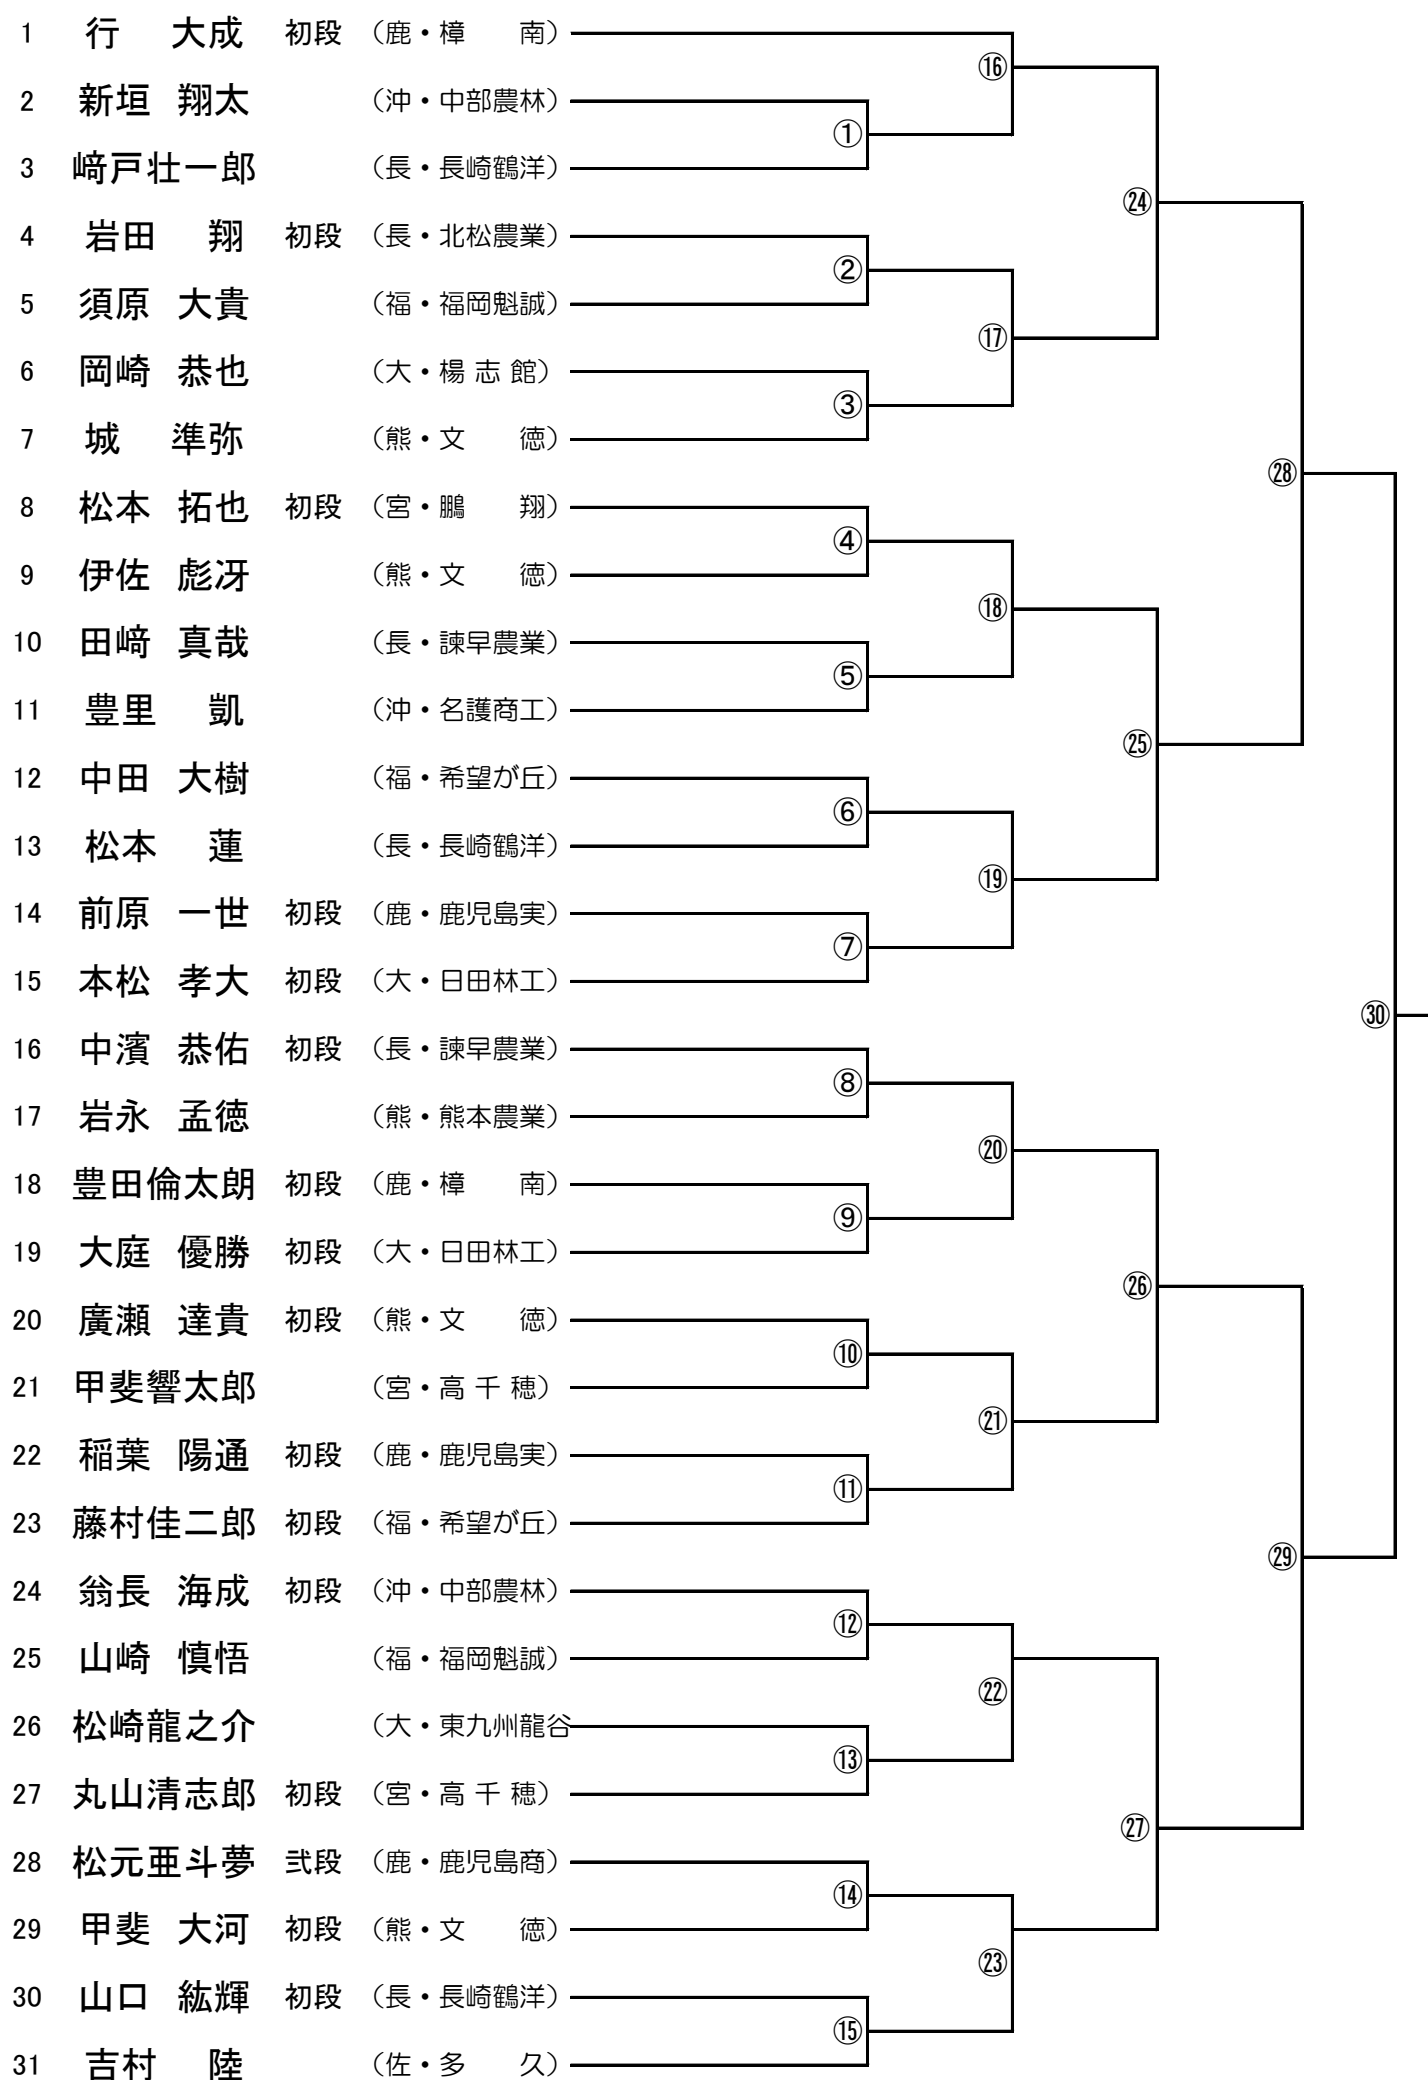 1 行 大成 初段 （鹿・樟 南）
⑯
2 新垣 翔太 （沖・中部農林）
①
3 﨑戸壮一郎 （長・長崎鶴洋）
㉔
4 岩田 翔 初段 （長・北松農業）
②
5 須原 大貴 （福・福岡魁誠）
⑰
6 岡崎 恭也 （大・楊 志 館）
③
7 城 準弥 （熊・文 徳）
㉘
8 松本 拓也 初段 （宮・鵬 翔）
④
9 伊佐 彪冴 （熊・文 徳）
⑱
10 田﨑 真哉 （長・諫早農業）
⑤
11 豊里 凱 （沖・名護商工）
㉕
12 中田 大樹 （福・希望が丘）
⑥
13 松本 蓮 （長・長崎鶴洋）
⑲
14 前原 一世 初段 （鹿・鹿児島実）
⑦
15 本松 孝大 初段 （大・日田林工）
㉚
16 中濱 恭佑 初段 （長・諫早農業）
⑧
17 岩永 孟徳 （熊・熊本農業）
⑳
18 豊田倫太朗 初段 （鹿・樟 南）
⑨
19 大庭 優勝 初段 （大・日田林工）
㉖
20 廣瀬 達貴 初段 （熊・文 徳）
⑩
21 甲斐響太郎 （宮・高 千 穂）
㉑
22 稲葉 陽通 初段 （鹿・鹿児島実）
⑪
23 藤村佳二郎 初段 （福・希望が丘）
㉙
24 翁長 海成 初段 （沖・中部農林）
⑫
25 山崎 慎悟 （福・福岡魁誠）
㉒
26 松崎龍之介 （大・東九州龍谷
⑬
27 丸山清志郎 初段 （宮・高 千 穂）
㉗
28 松元亜斗夢 弐段 （鹿・鹿児島商）
⑭
29 甲斐 大河 初段 （熊・文 徳）
㉓
30 山口 紘輝 初段 （長・長崎鶴洋）
⑮
31 吉村 陸 （佐・多 久）